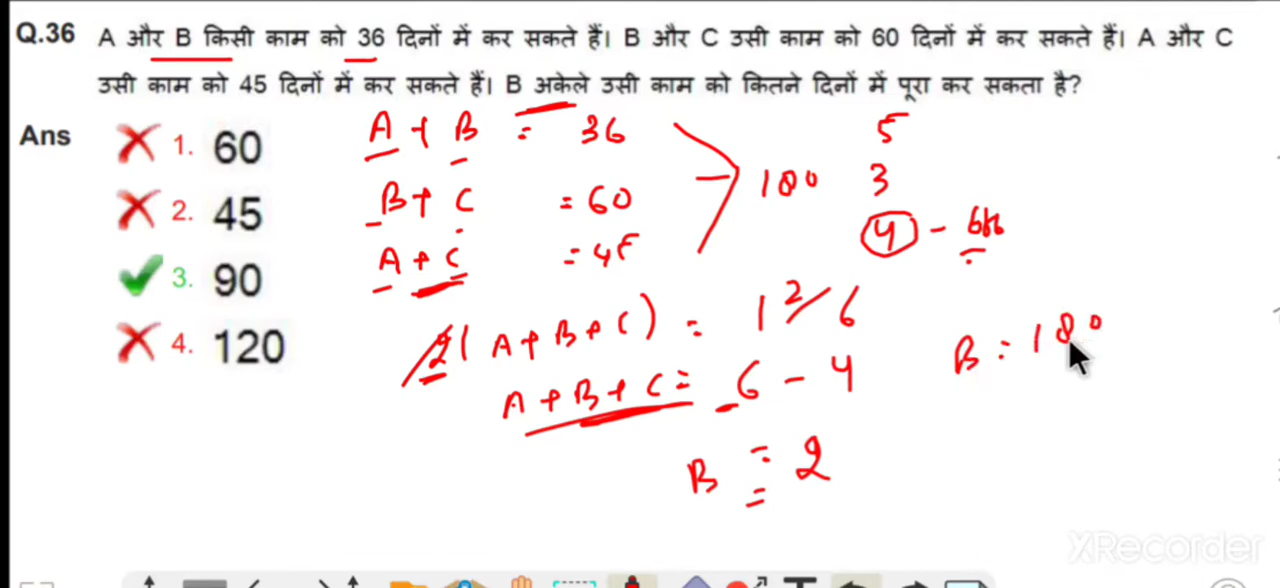 Q.36 A और B किसी काम को 36 दिनों में कर सकते हैं। B और C उसी काम को 60 दिनों में कर सकते हैं। A और C
उसी काम को 45 दिनों में कर सकते हैं। B अकेले उसी काम को कितने दिनों में पूरा कर सकता है?
Ans
1. 60
2. 45
3. 90
4. 120
A + B = 36
B + C = 60
A + C = 45
180
5
3
4 -
2(A+B+C) = 12/6
A+B+C = 6 - 4
B = 2
B = 180
XRecorder